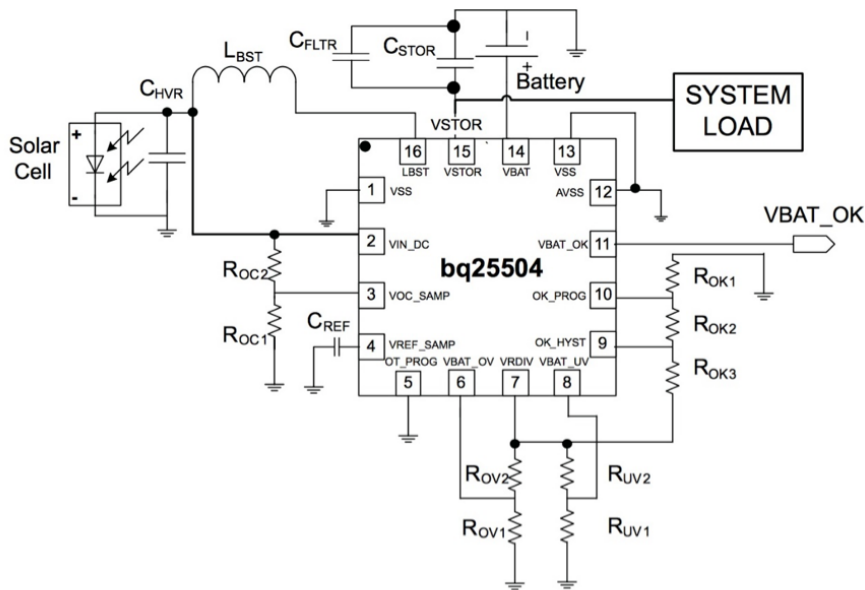 CFLTR
CSTOR
Battery
LBST
CHVR
SYSTEM
LOAD
VSTOR
Solar
Cell
+
-
-
+
16
15
14
13
LBST
VSTOR
VBAT
VSS
1
VSS
AVSS
12
VBAT_OK
2
VIN_DC
VBAT_OK
11
bq25504
ROC2
3
VOC_SAMP
OK_PROG
10
ROK1
ROC1
CREF
4
VREF_SAMP
OK_HYST
9
ROK2
OT_PROG
VBAT_OV
VRDIV
VBAT_UV
5
6
7
8
ROK3
ROV2
RUV2
ROV1
RUV1